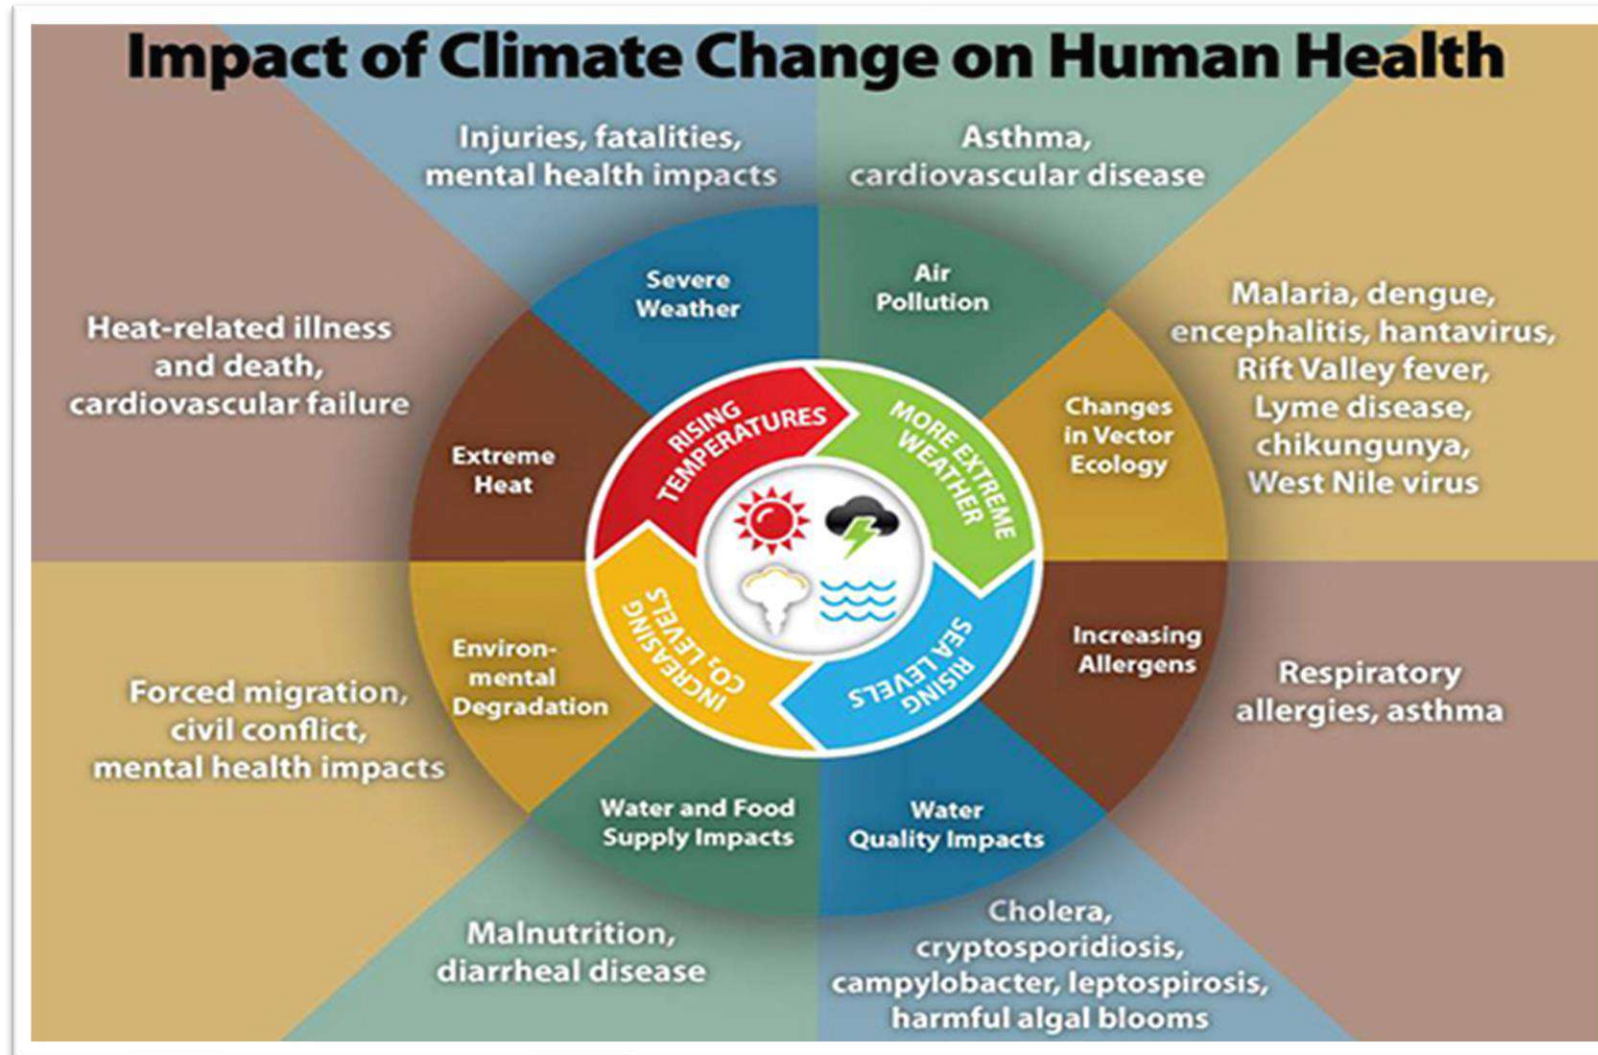 Impact of Climate Change on Human Health
Injuries, fatalities,
mental health impacts
Asthma,
cardiovascular disease
Severe
Weather
Air
Pollution
Malaria, dengue,
encephalitis, hantavirus,
Rift Valley fever,
Lyme disease,
chikungunya,
West Nile virus
Heat-related illness
and death,
cardiovascular failure
Extreme
Heat
RISING
TEMPERATURES
MORE EXTREME
WEATHER
Changes
in Vector
Ecology
Environ-
mental
Degradation
INCREASING
CO₂ LEVELS
RISING
SEA LEVELS
Increasing
Allergens
Forced migration,
civil conflict,
mental health impacts
Respiratory
allergies, asthma
Water and Food
Supply Impacts
Water
Quality Impacts
Malnutrition,
diarrheal disease
Cholera,
cryptosporidiosis,
campylobacter, leptospirosis,
harmful algal blooms